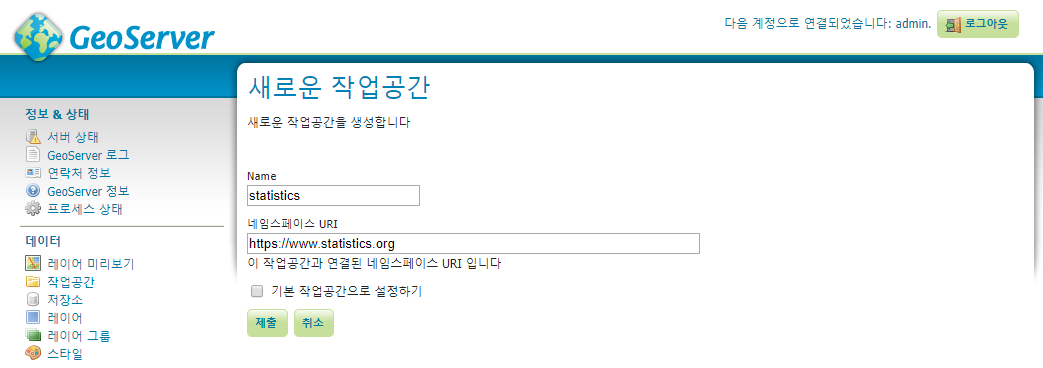 GeoServer
다음 계정으로 연결되었습니다: admin.
로그아웃
정보 & 상태
서버 상태
GeoServer 로그
연락처 정보
GeoServer 정보
프로세스 상태
데이터
레이어 미리보기
작업공간
저장소
레이어
레이어 그룹
스타일
새로운 작업공간
새로운 작업공간을 생성합니다
Name
statistics
네임스페이스 URI
https://www.statistics.org
이 작업공간과 연결된 네임스페이스 URI 입니다
기본 작업공간으로 설정하기
제출 취소